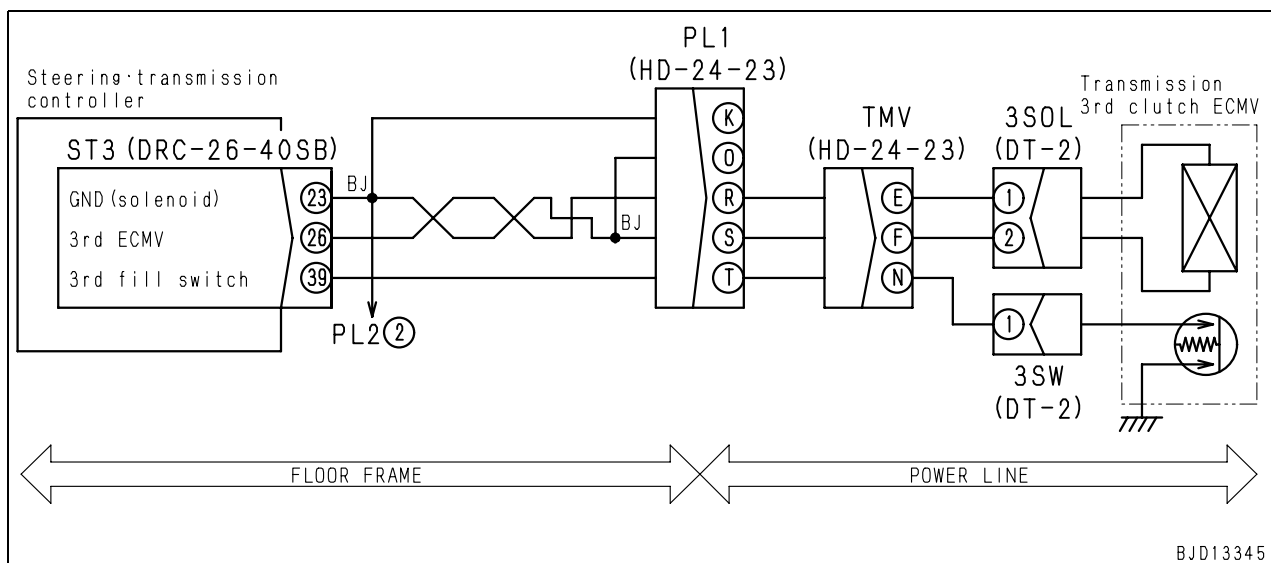 PL1
(HD-24-23)
Steering·transmission
controller
Transmission
3rd clutch ECMV
TMV
(HD-24-23)
3SOL
(DT-2)
ST3 (DRC-26-40SB)
GND (solenoid)
23
BJ
3rd ECMV
26
BJ
3rd fill switch
39
K
O
R
S
T
E
F
N
1
2
1
PL2 2
3SW
(DT-2)
FLOOR FRAME
POWER LINE
BJD13345